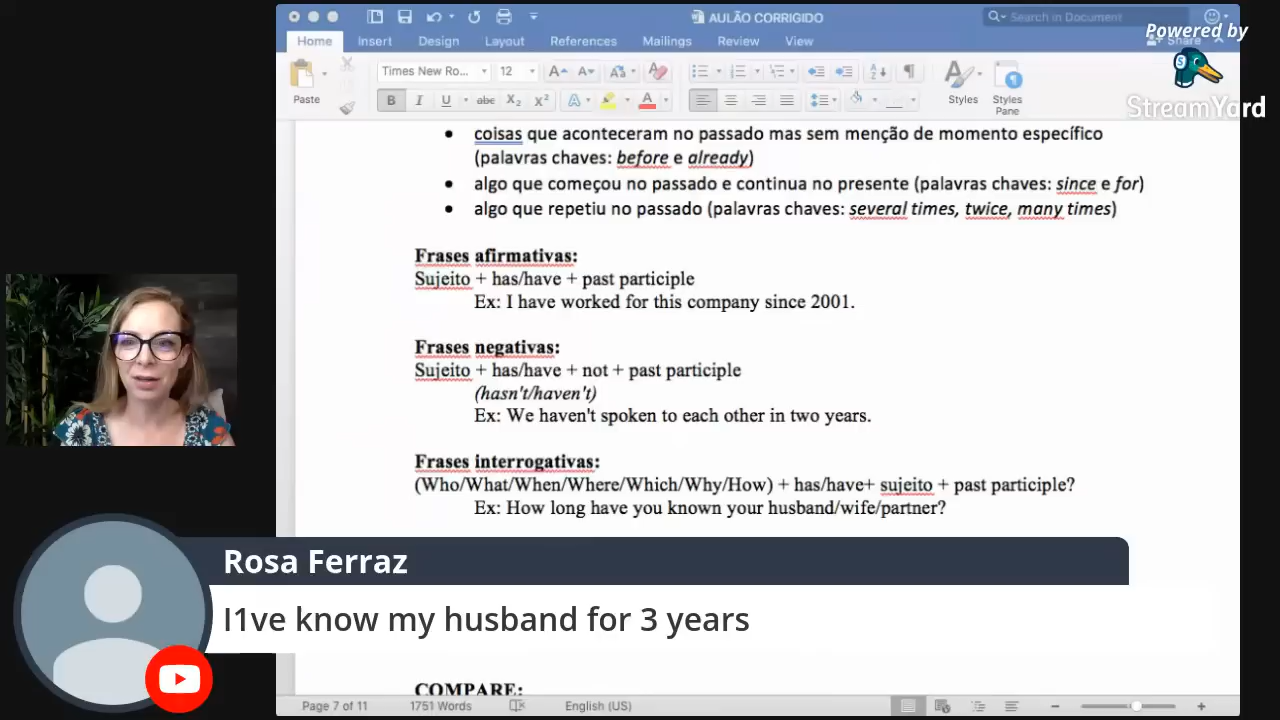 AULÃO CORRIGIDO
Search in Document
Powered by
Home Insert Design Layout References Mailings Review View
Share
StreamYard
Times New Ro... 12
Paste
Styles
Styles Pane
coisas que aconteceram no passado mas sem menção de momento específico
(palavras chaves: before e already)
algo que começou no passado e continua no presente (palavras chaves: since e for)
algo que repetiu no passado (palavras chaves: several times, twice, many times)
Frases afirmativas:
Sujeito + has/have + past participle
Ex: I have worked for this company since 2001.
Frases negativas:
Sujeito + has/have + not + past participle
(hasn't/haven't)
Ex: We haven't spoken to each other in two years.
Frases interrogativas:
(Who/What/When/Where/Which/Why/How) + has/have+ sujeito + past participle?
Ex: How long have you known your husband/wife/partner?
Rosa Ferraz
I1ve know my husband for 3 years
COMPARE:
Page 7 of 11 1751 Words English (US)